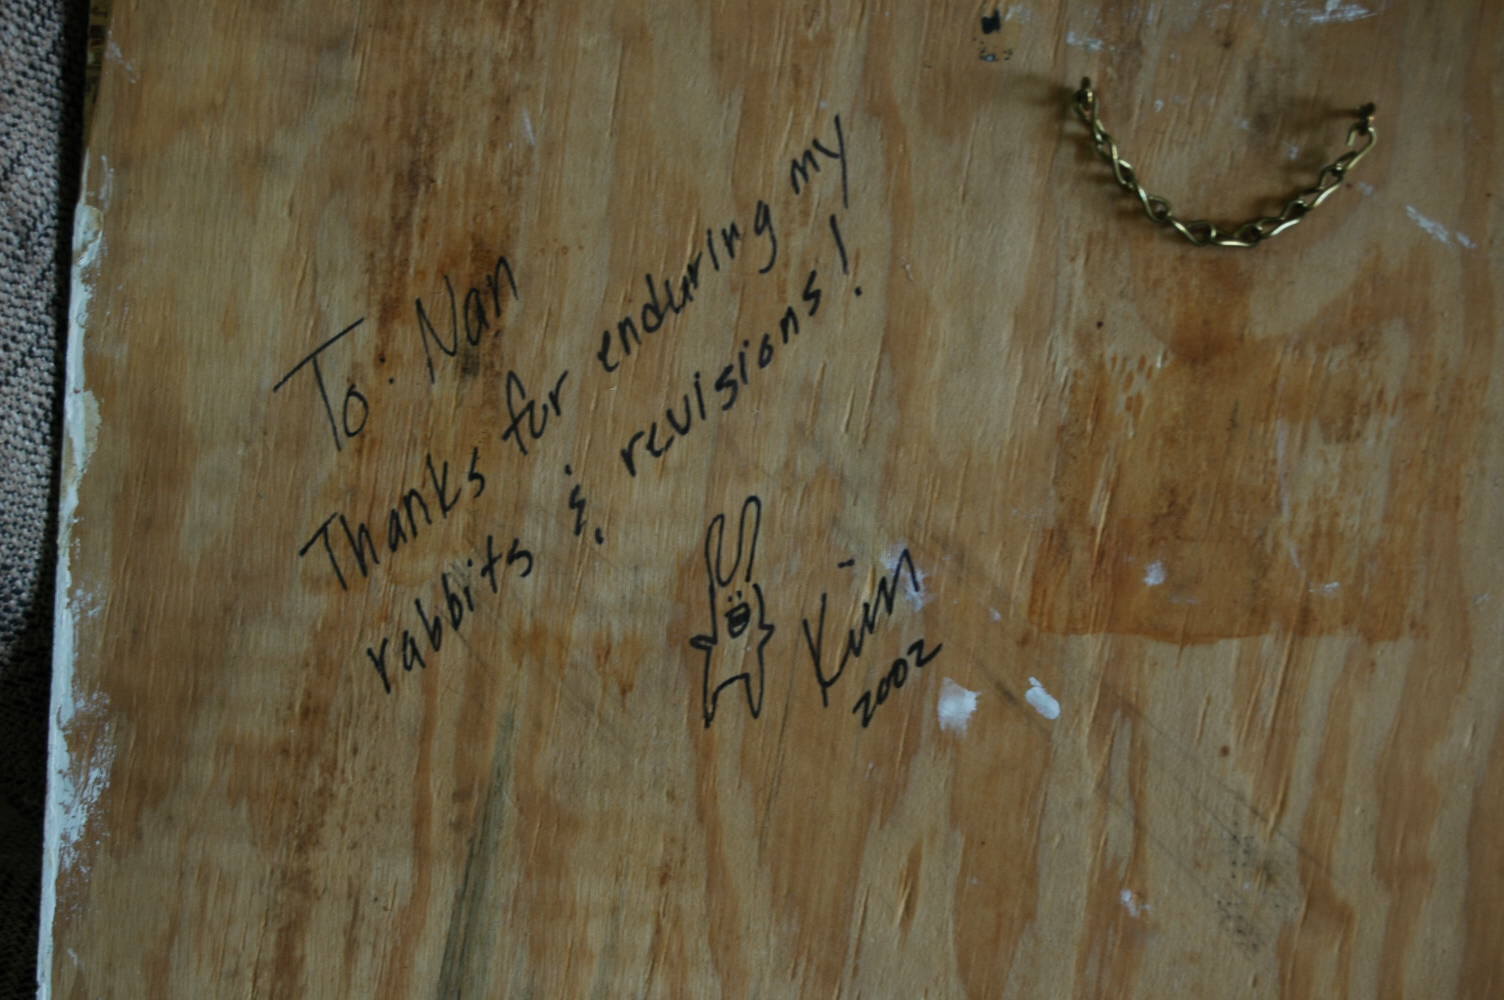 To: Nan
Thanks for enduring my
rabbits & revisions!
Kim
2002